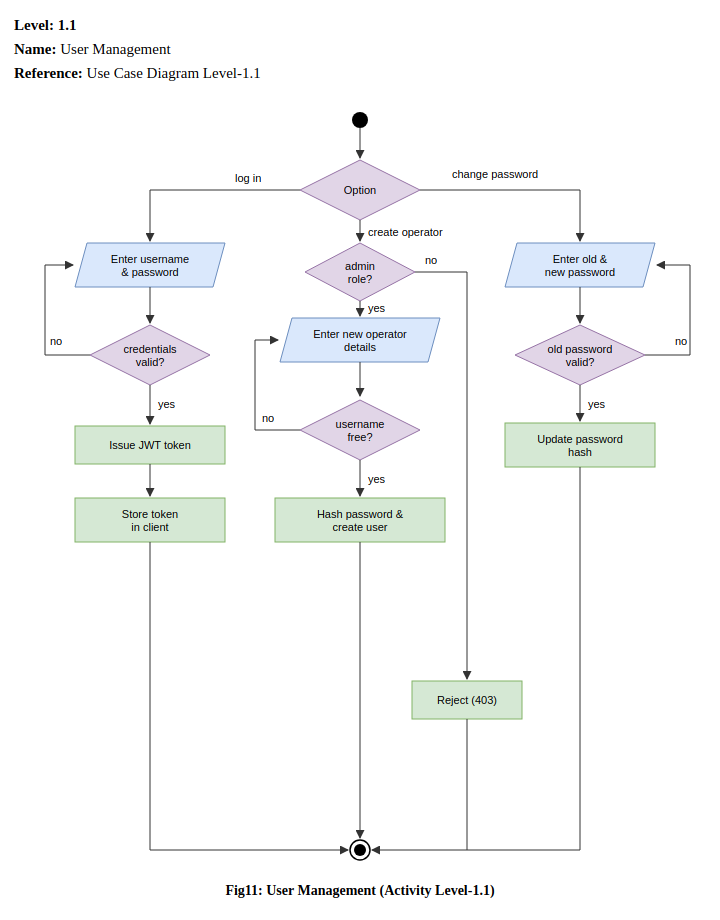 Level: 1.1
Name: User Management
Reference: Use Case Diagram Level-1.1
log in
Option
change password
create operator
Enter username
& password
admin
role?
no
Enter old &
new password
yes
no
credentials
valid?
Enter new operator
details
old password
valid?
no
yes
no
username
free?
yes
Issue JWT token
Update password
hash
yes
Store token
in client
Hash password &
create user
Reject (403)
Fig11: User Management (Activity Level-1.1)